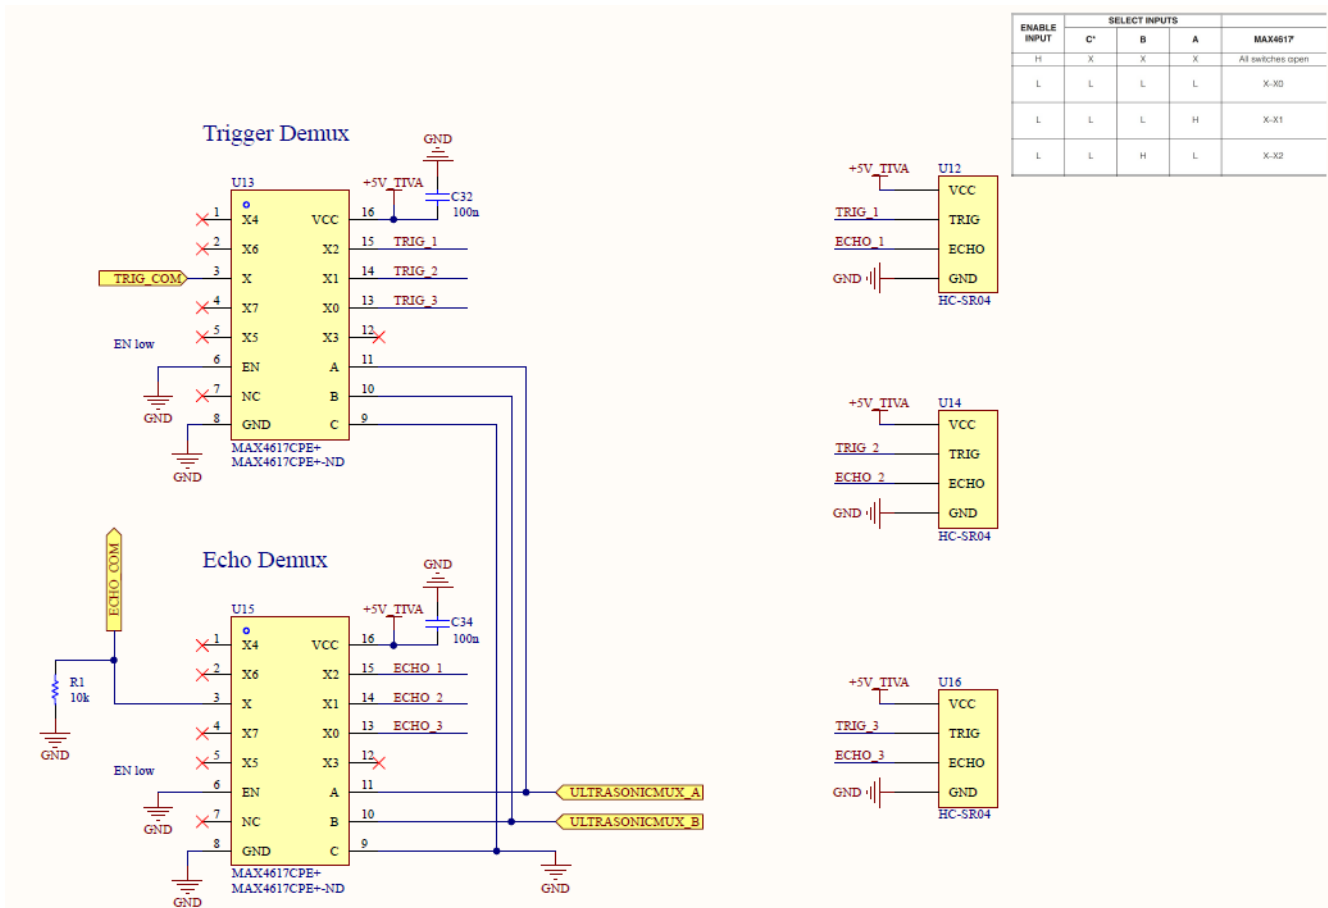 ENABLE INPUT SELECT INPUTS
C* B A MAX4617
H X X X All switches open
L L L L X-X0
L L L H X-X1
L L H L X-X2
Trigger Demux
GND
U13
+5V_TIVA
C32
100n
1 X4 VCC 16
2 X6 X2 15 TRIG_1
TRIG_COM 3 X X1 14 TRIG_2
4 X7 X0 13 TRIG_3
5 X5 X3 12
EN low
6 EN A 11
7 NC B 10
GND
8 GND C 9
MAX4617CPE+
MAX4617CPE+-ND
GND
+5V_TIVA U12
VCC
TRIG_1 TRIG
ECHO_1 ECHO
GND GND
HC-SR04
+5V_TIVA U14
VCC
TRIG_2 TRIG
ECHO_2 ECHO
GND GND
HC-SR04
ECHO_COM
Echo Demux
GND
U15
+5V_TIVA
C34
100n
1 X4 VCC 16
2 X6 X2 15 ECHO_1
R1
10k
3 X X1 14 ECHO_2
4 X7 X0 13 ECHO_3
GND
5 X5 X3 12
EN low
6 EN A 11 ULTRASONICMUX_A
7 NC B 10 ULTRASONICMUX_B
GND
8 GND C 9
MAX4617CPE+
MAX4617CPE+-ND
GND
GND
+5V_TIVA U16
VCC
TRIG_3 TRIG
ECHO_3 ECHO
GND GND
HC-SR04